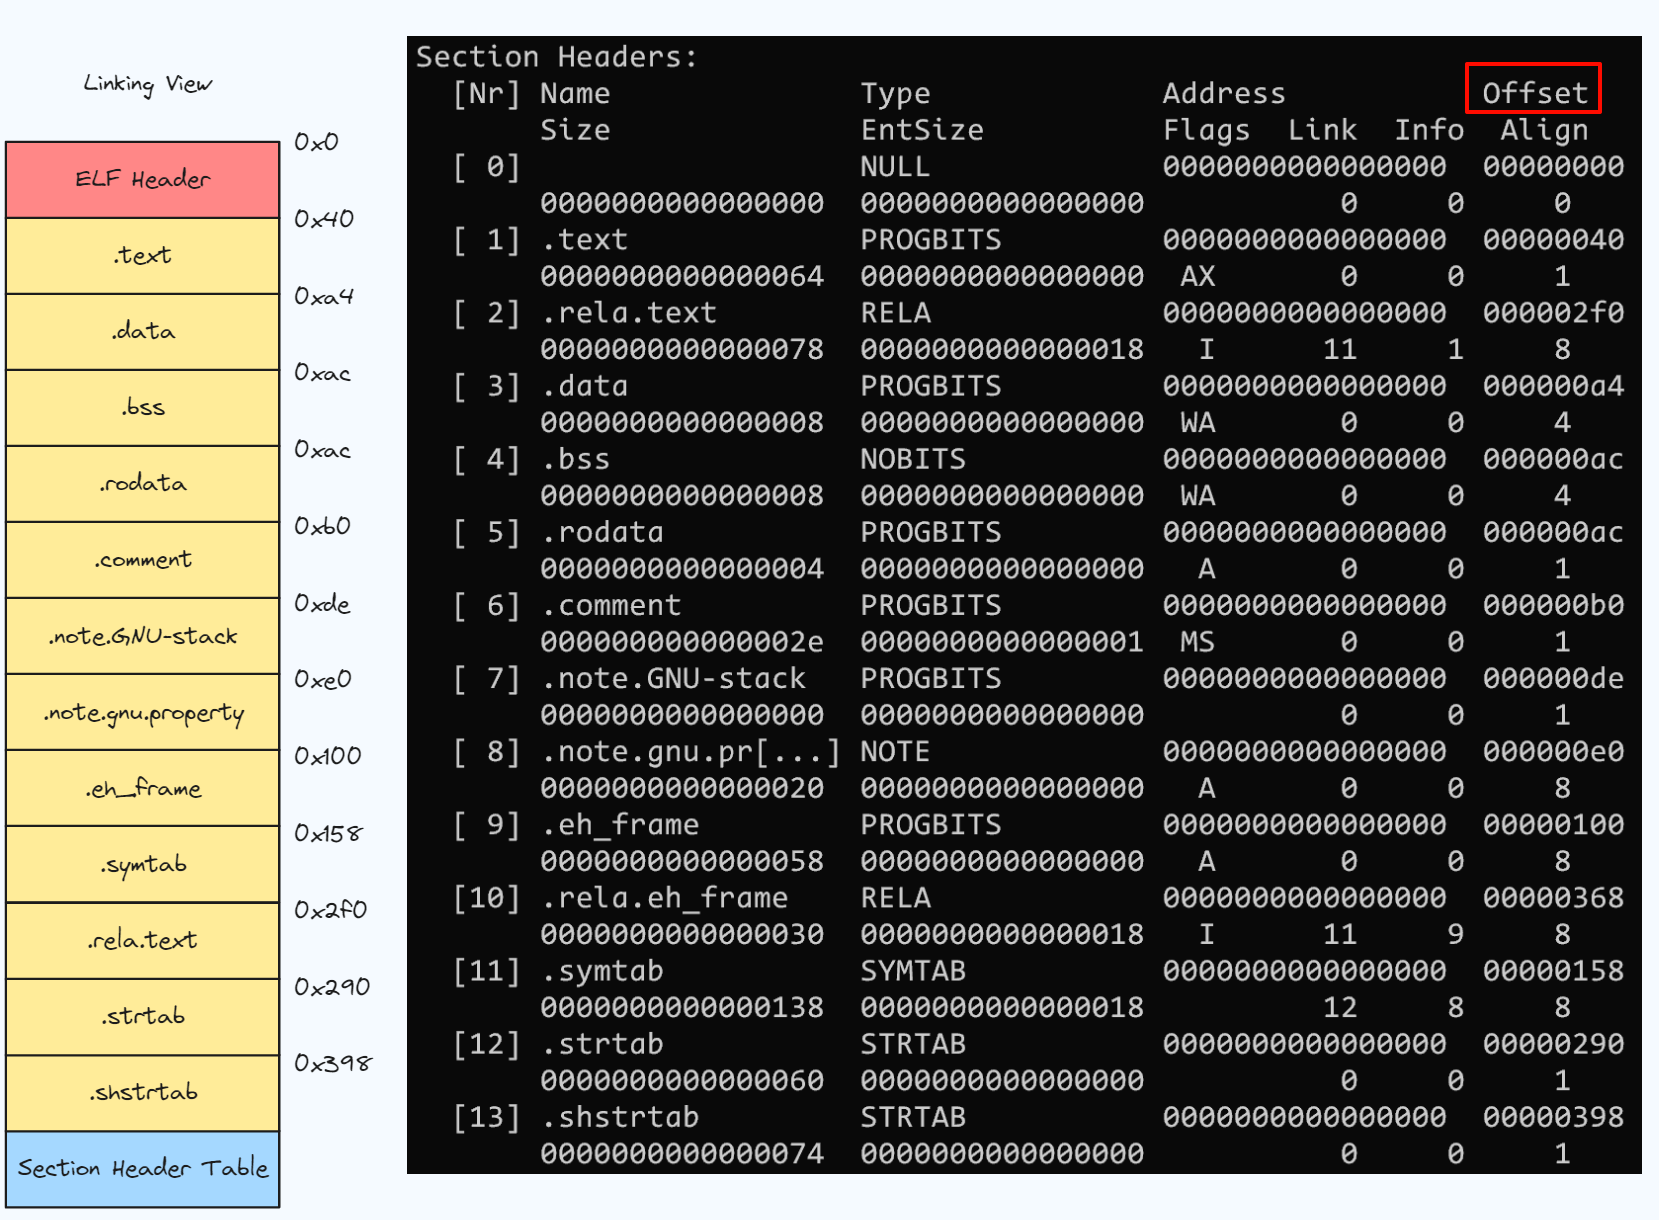 Linking View
0x0
ELF Header
0x40
.text
0xa4
.data
0xac
.bss
0xac
.rodata
0xb0
.comment
0xde
.note.GNU-stack
0xe0
.note.gnu.property
0x100
.eh_frame
0x158
.symtab
0x2f0
.rela.text
0x290
.strtab
0x398
.shstrtab
Section Header Table
Section Headers:
[Nr] Name Type Address Offset
Size EntSize Flags Link Info Align
[ 0] NULL 0000000000000000 00000000
0000000000000000 0000000000000000 0 0 0
[ 1] .text PROGBITS 0000000000000000 00000040
0000000000000064 0000000000000000 AX 0 0 1
[ 2] .rela.text RELA 0000000000000000 000002f0
0000000000000078 0000000000000018 I 11 1 8
[ 3] .data PROGBITS 0000000000000000 000000a4
0000000000000008 0000000000000000 WA 0 0 4
[ 4] .bss NOBITS 0000000000000000 000000ac
0000000000000008 0000000000000000 WA 0 0 4
[ 5] .rodata PROGBITS 0000000000000000 000000ac
0000000000000004 0000000000000000 A 0 0 1
[ 6] .comment PROGBITS 0000000000000000 000000b0
000000000000002e 0000000000000001 MS 0 0 1
[ 7] .note.GNU-stack PROGBITS 0000000000000000 000000de
0000000000000000 0000000000000000 0 0 1
[ 8] .note.gnu.pr[...] NOTE 0000000000000000 000000e0
0000000000000020 0000000000000000 A 0 0 8
[ 9] .eh_frame PROGBITS 0000000000000000 00000100
0000000000000058 0000000000000000 A 0 0 8
[10] .rela.eh_frame RELA 0000000000000000 00000368
0000000000000030 0000000000000018 I 11 9 8
[11] .symtab SYMTAB 0000000000000000 00000158
0000000000000138 0000000000000018 12 8 8
[12] .strtab STRTAB 0000000000000000 00000290
0000000000000060 0000000000000000 0 0 1
[13] .shstrtab STRTAB 0000000000000000 00000398
0000000000000074 0000000000000000 0 0 1